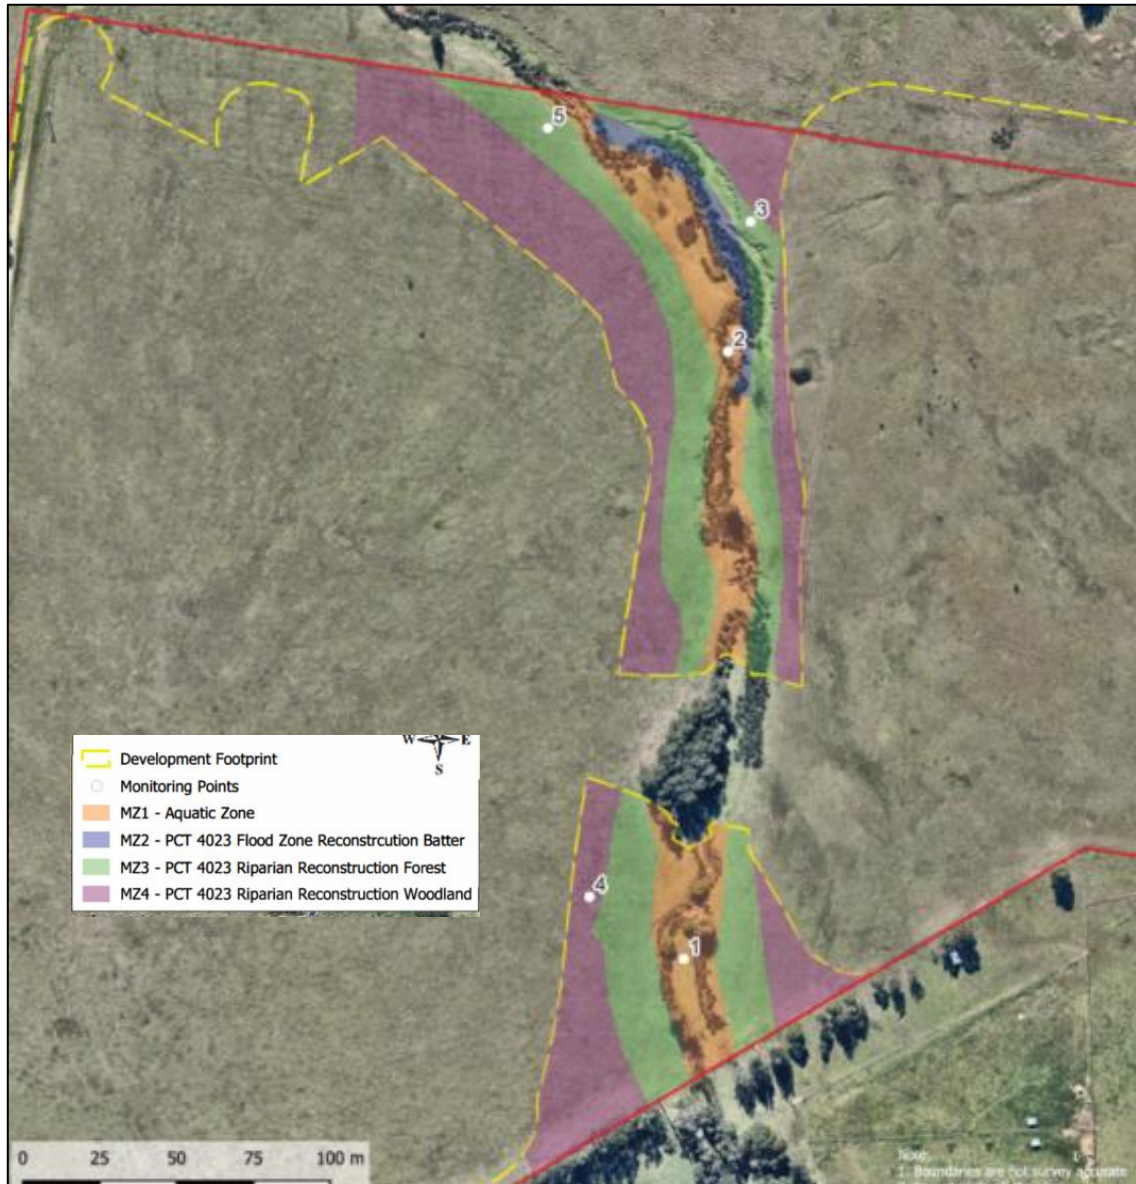 5
3
2
W E
S
Development Footprint
Monitoring Points
MZ1 - Aquatic Zone
MZ2 - PCT 4023 Flood Zone Reconstrcution Batter
MZ3 - PCT 4023 Riparian Reconstruction Forest
MZ4 - PCT 4023 Riparian Reconstruction Woodland
4
1
0 25 50 100 m
Note:
1. Boundaries are not survey accurate